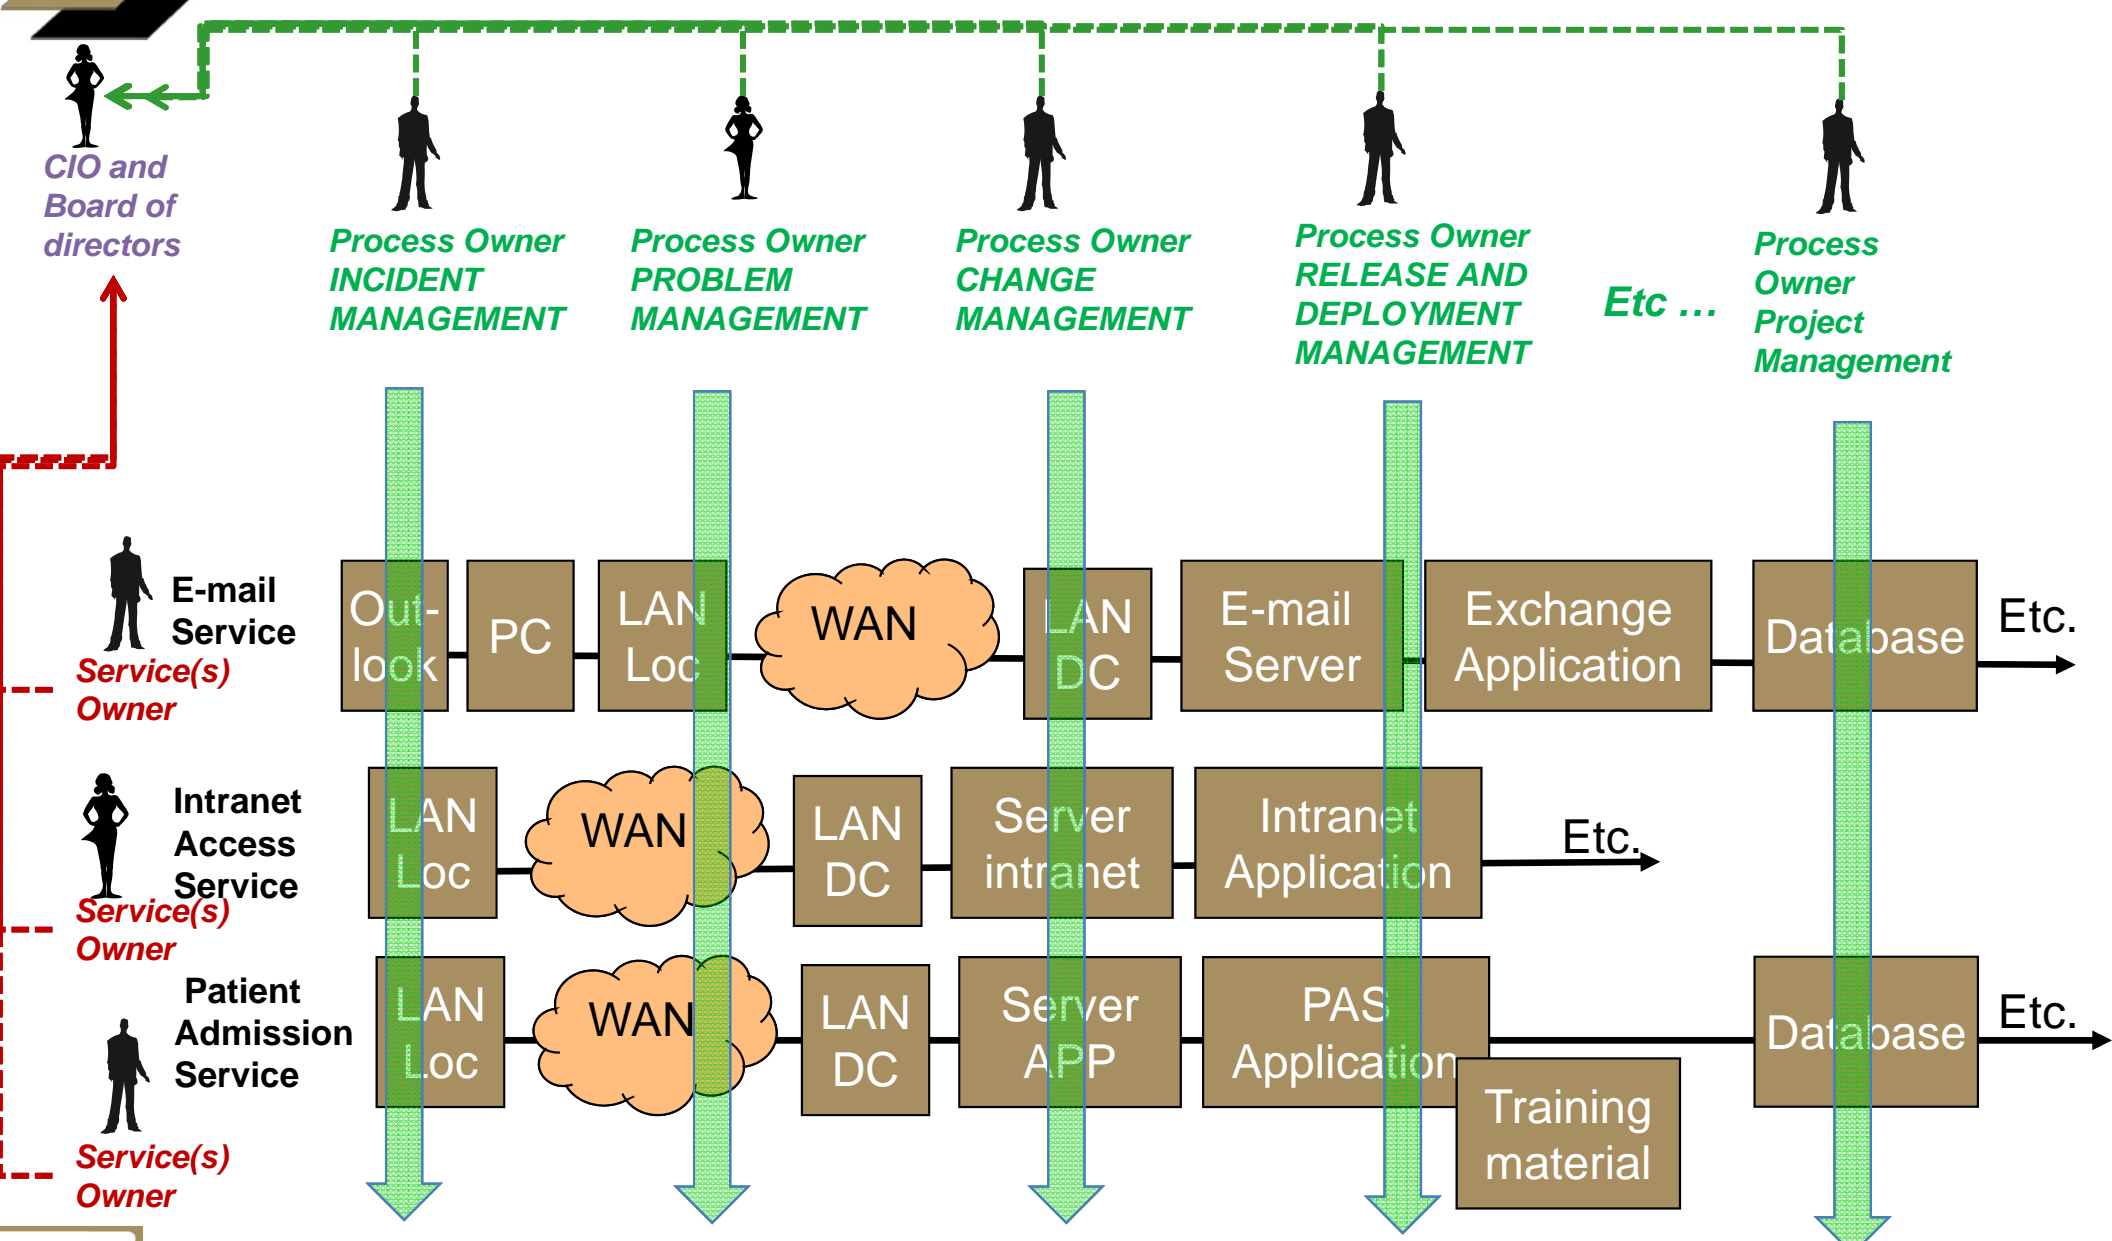 CIO and
Board of
directors
Process Owner
INCIDENT
MANAGEMENT
Process Owner
PROBLEM
MANAGEMENT
Process Owner
CHANGE
MANAGEMENT
Process Owner
RELEASE AND
DEPLOYMENT
MANAGEMENT
Etc ...
Process
Owner
Project
Management
E-mail
Service
Service(s)
Owner
Out-
look
PC
LAN
Loc
WAN
LAN
DC
E-mail
Server
Exchange
Application
Database
Etc.
Intranet
Access
Service
Service(s)
Owner
LAN
Loc
WAN
LAN
DC
Server
intranet
Intranet
Application
Etc.
Patient
Admission
Service
Service(s)
Owner
LAN
Loc
WAN
LAN
DC
Server
APP
PAS
Application
Training
material
Database
Etc.